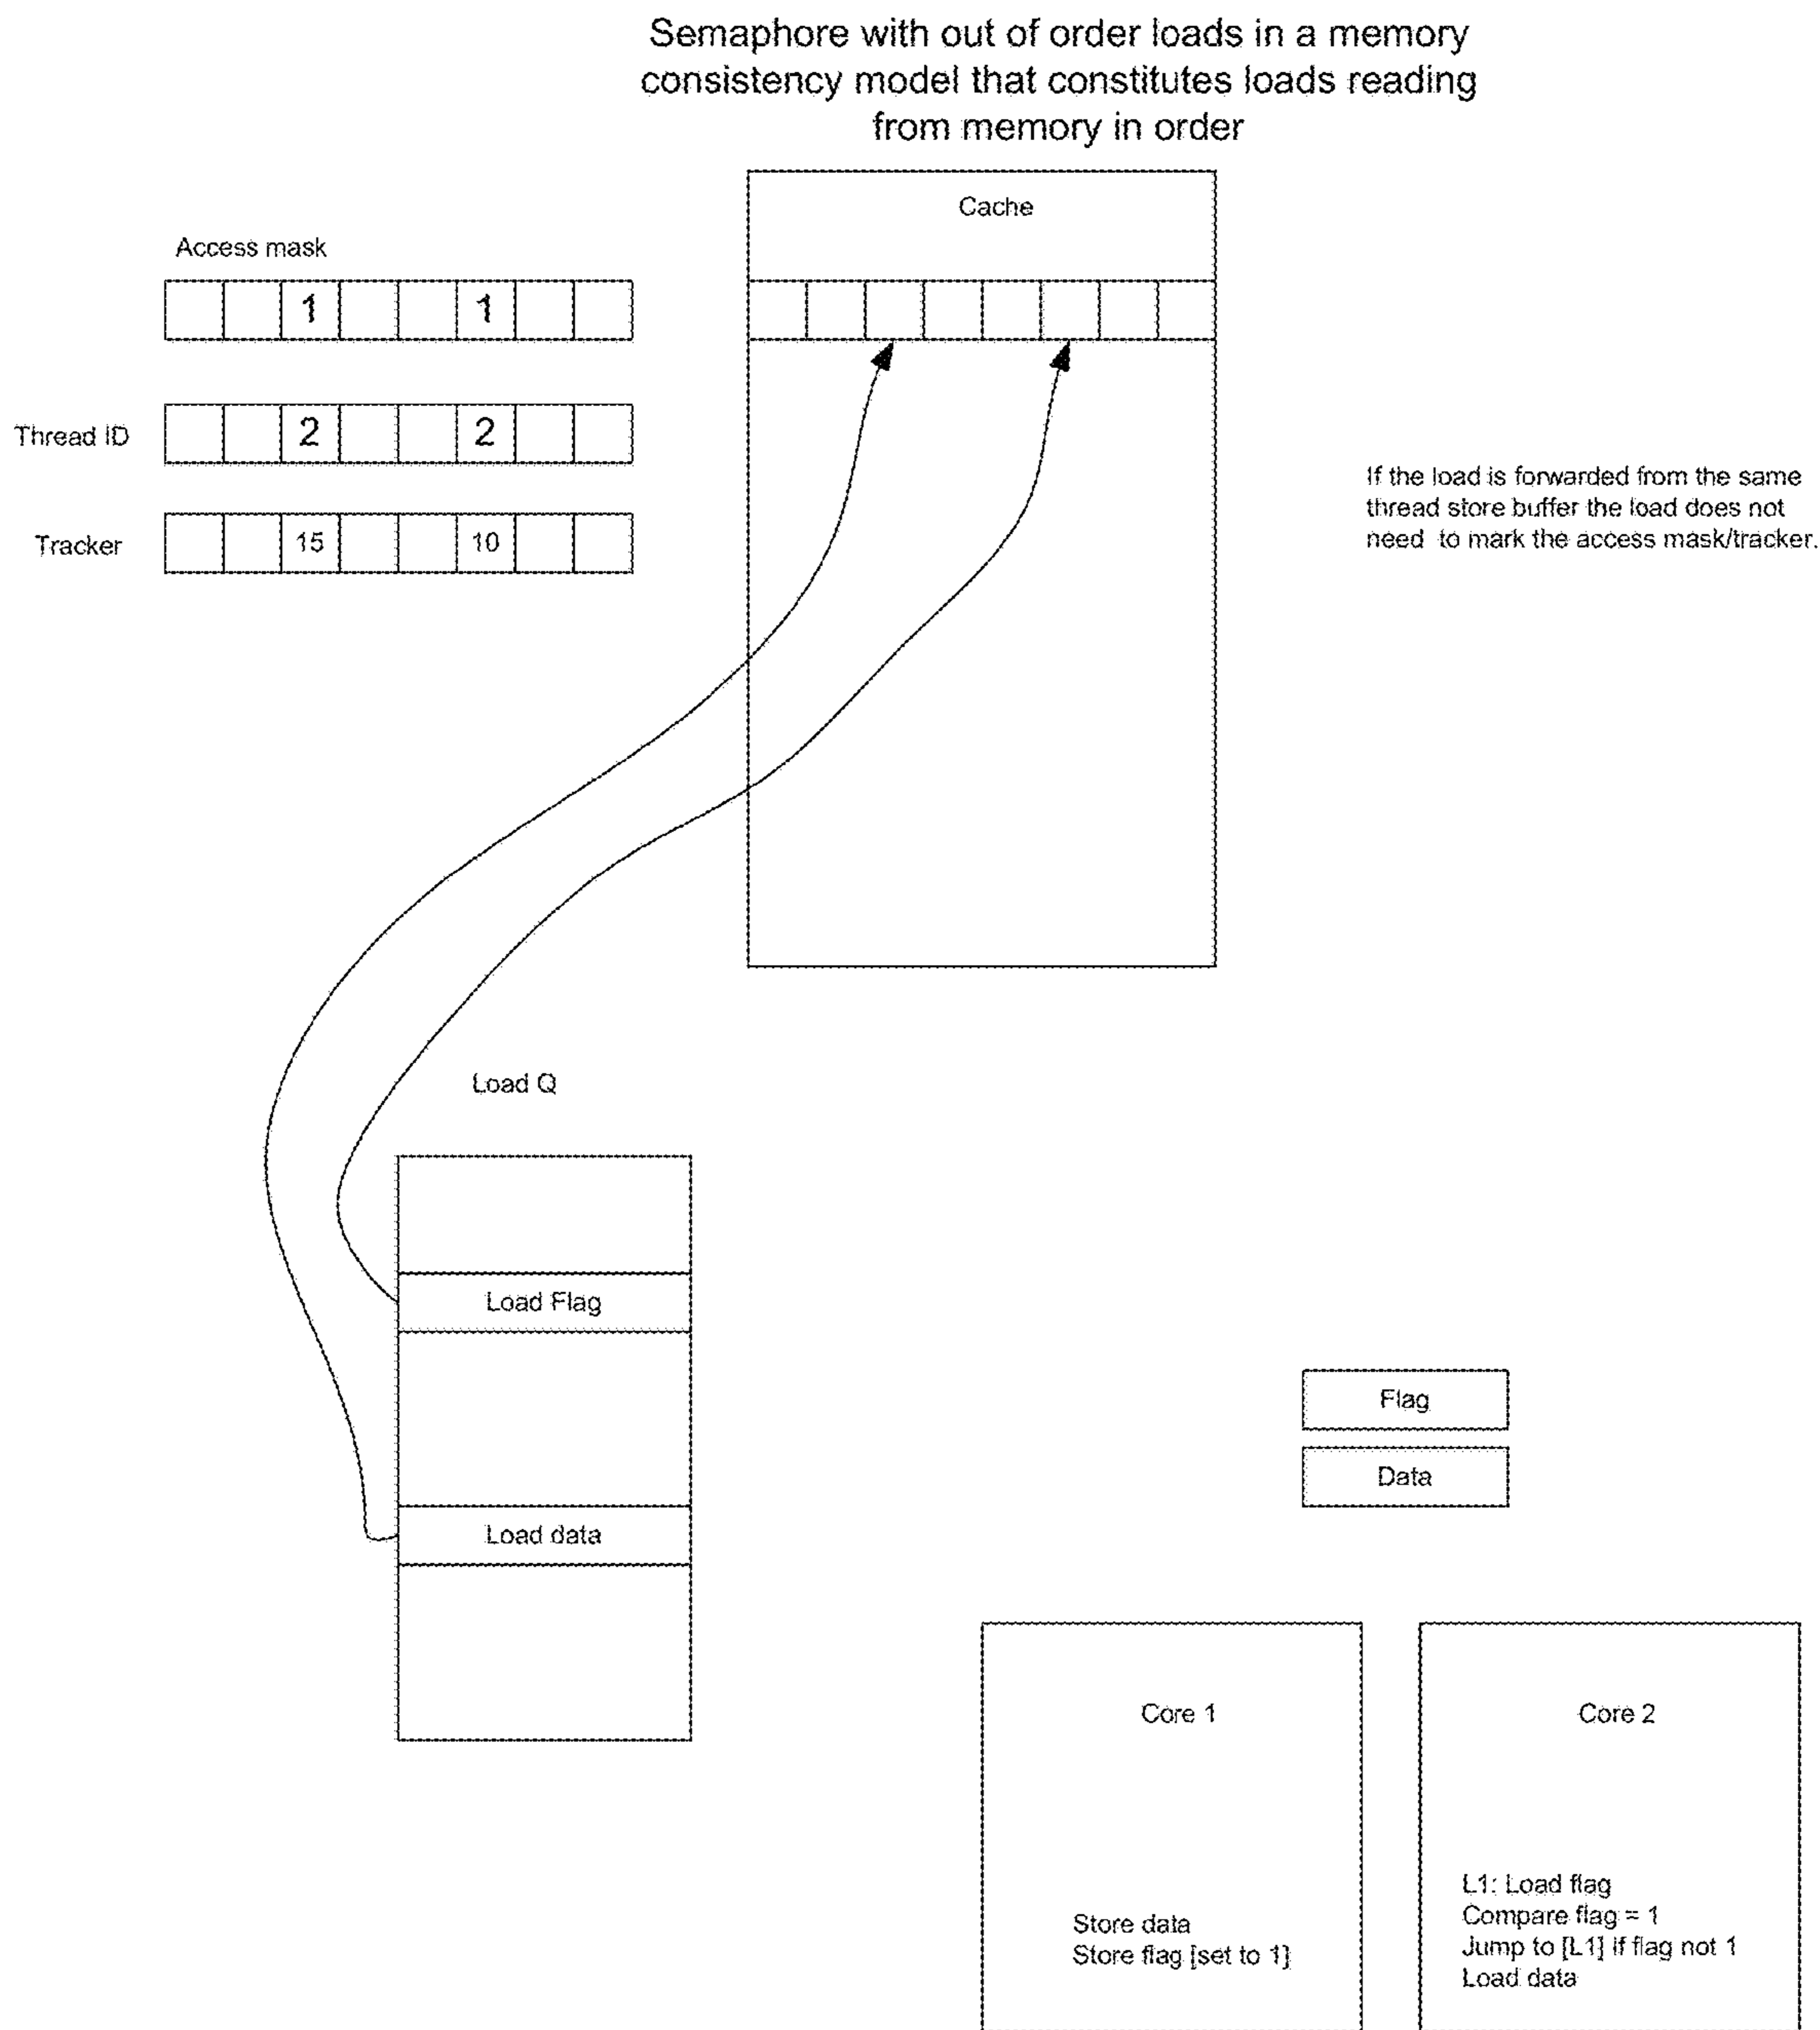 Semaphore with out of order loads in a memory
consistency model that constitutes loads reading
from memory in order
Cache
Access mask
1 1
Thread ID 2 2
Tracker 15 10
If the load is forwarded from the same
thread store buffer the load does not
need to mark the access mask/tracker.
Load Q
Load Flag
Load data
Flag
Data
Core 1
Store data
Store flag [set to 1]
Core 2
L1: Load flag
Compare flag = 1
Jump to [L1] if flag not 1
Load data